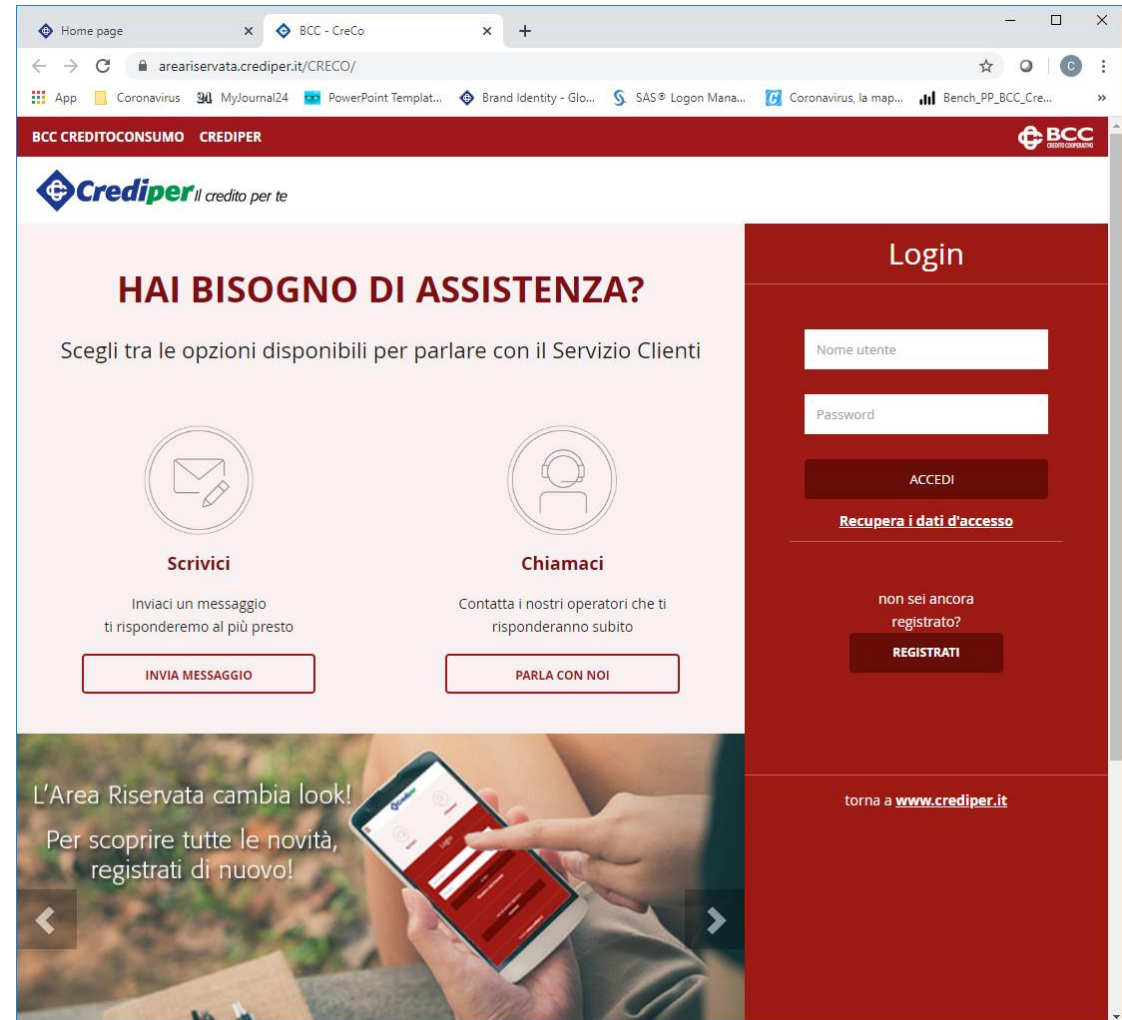 Home page
BCC - CreCo
areariservata.crediper.it/CRECO/
C
App
Coronavirus
MyJournal24
PowerPoint Templat...
Brand Identity - Glo...
SAS® Logon Mana...
Coronavirus, la map...
Bench_PP_BCC_Cre...
»
BCC CREDITOCONSUMO CREDIPER
BCC
CREDITO COOPERATIVO
Crediper Il credito per te
HAI BISOGNO DI ASSISTENZA?
Scegli tra le opzioni disponibili per parlare con il Servizio Clienti
Scrivici
Inviaci un messaggio
ti risponderemo al più presto
INVIA MESSAGGIO
Chiamaci
Contatta i nostri operatori che ti
risponderanno subito
PARLA CON NOI
Login
Nome utente
Password
ACCEDI
Recupera i dati d'accesso
non sei ancora
registrato?
REGISTRATI
torna a www.crediper.it
L'Area Riservata cambia look!
Per scoprire tutte le novità,
registrati di nuovo!
Crediper
Login